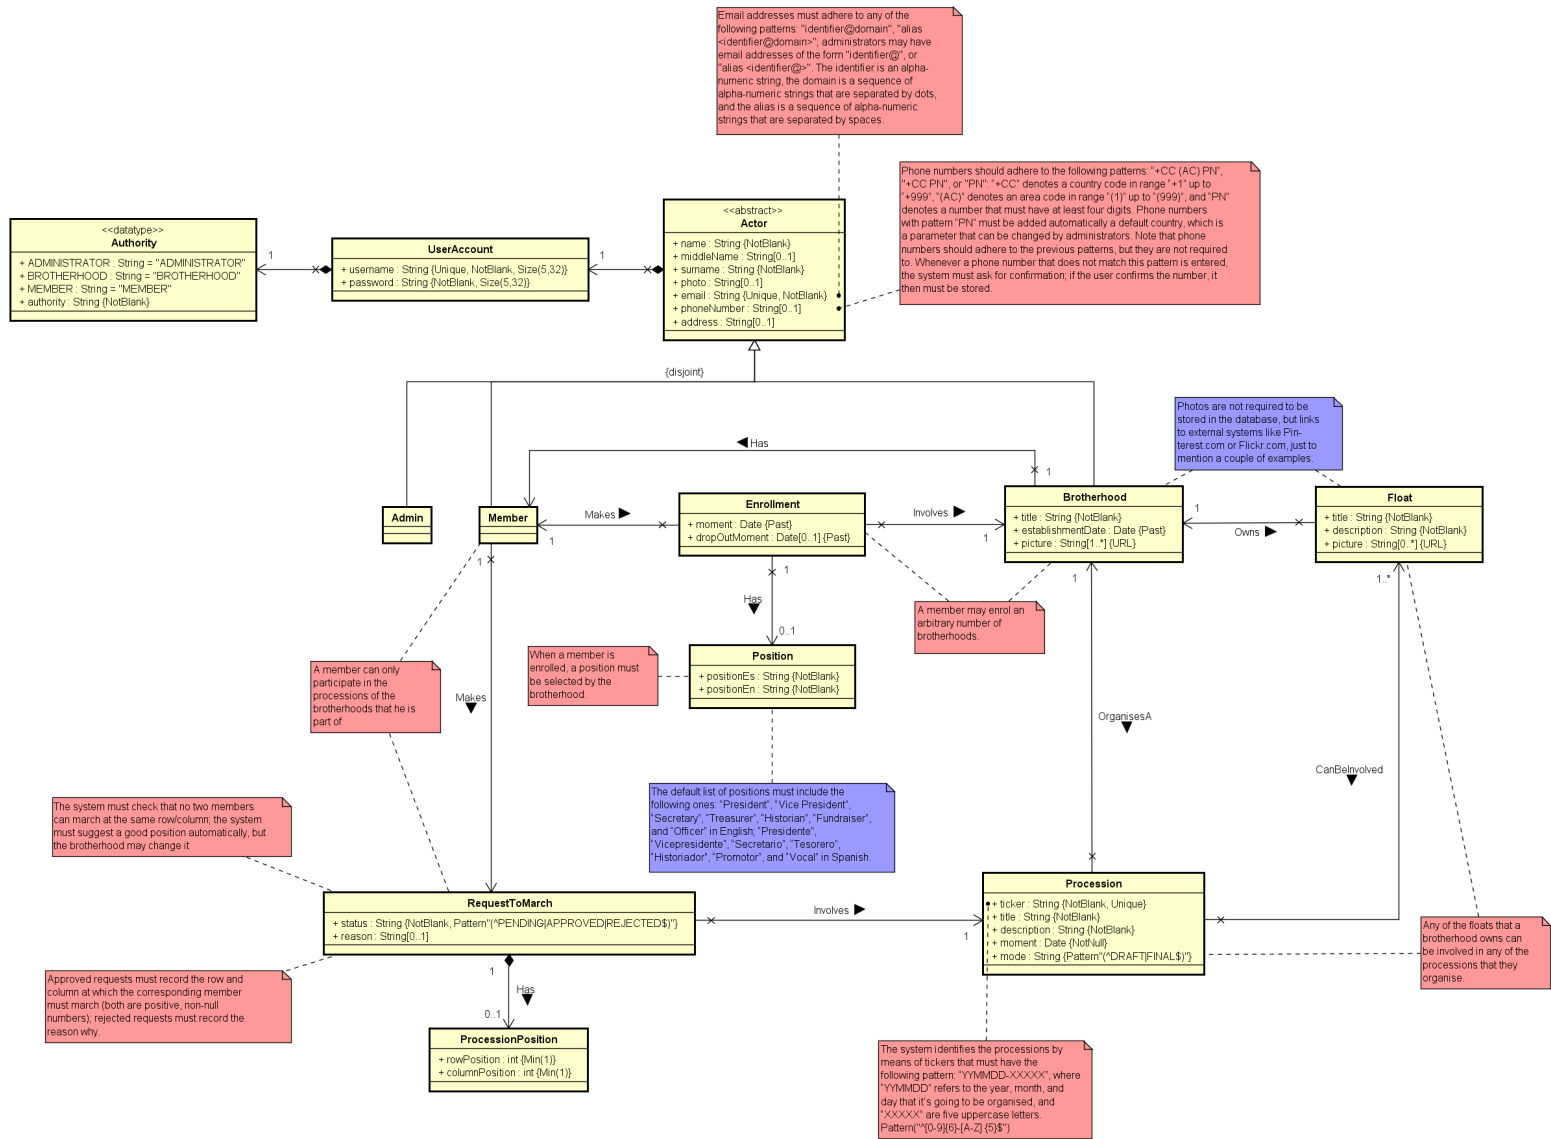 Email addresses must adhere to any of the
following patterns: "identifier@domain", "alias
<identifier@domain>"; administrators may have
email addresses of the form "identifier@", or
"alias <identifier@>". The identifier is an alpha-
numeric string, the domain is a sequence of
alpha-numeric strings that are separated by dots,
and the alias is a sequence of alpha-numeric
strings that are separated by spaces.
Phone numbers should adhere to the following patterns: "+CC (AC) PN",
"+CC PN", or "PN": "+CC" denotes a country code in range "+1" up to
"+999", "(AC)" denotes an area code in range "(1)" up to "(999)", and "PN"
denotes a number that must have at least four digits. Phone numbers
with pattern "PN" must be added automatically a default country, which is
a parameter that can be changed by administrators. Note that phone
numbers should adhere to the previous patterns, but they are not required
to. Whenever a phone number that does not match this pattern is entered,
the system must ask for confirmation; if the user confirms the number, it
then must be stored.
<<datatype>>
Authority
+ ADMINISTRATOR : String = "ADMINISTRATOR"
+ BROTHERHOOD : String = "BROTHERHOOD"
+ MEMBER : String = "MEMBER"
+ authority : String {NotBlank}
1
UserAccount
+ username : String {Unique, NotBlank, Size(5,32)}
+ password : String {NotBlank, Size(5,32)}
1
<<abstract>>
Actor
+ name : String {NotBlank}
+ middleName : String[0..1]
+ surname : String {NotBlank}
+ photo : String[0..1]
+ email : String {Unique, NotBlank}
+ phoneNumber : String[0..1]
+ address : String[0..1]
{disjoint}
Photos are not required to be
stored in the database, but links
to external systems like Pin-
terest.com or Flickr.com, just to
mention a couple of examples.
Has
1
Admin
Member
Makes
1
Enrollment
+ moment : Date {Past}
+ dropOutMoment : Date[0..1] {Past}
Involves
1
Brotherhood
+ title : String {NotBlank}
+ establishmentDate : Date {Past}
+ picture : String[1..*] {URL}
1
Owns
Float
+ title : String {NotBlank}
+ description : String {NotBlank}
+ picture : String[0..*] {URL}
1
1
Has
0..1
1
1..*
A member may enrol an
arbitrary number of
brotherhoods.
When a member is
enrolled, a position must
be selected by the
brotherhood.
Position
+ positionEs : String {NotBlank}
+ positionEn : String {NotBlank}
A member can only
participate in the
processions of the
brotherhoods that he is
part of
Makes
OrganisesA
CanBeInvolved
The default list of positions must include the
following ones: "President", "Vice President",
"Secretary", "Treasurer", "Historian", "Fundraiser",
and "Officer" in English; "Presidente",
"Vicepresidente", "Secretario", "Tesorero",
"Historiador", "Promotor", and "Vocal" in Spanish.
The system must check that no two members
can march at the same row/column; the system
must suggest a good position automatically, but
the brotherhood may change it
RequestToMarch
+ status : String {NotBlank, Pattern"(^PENDING|APPROVED|REJECTED$)"}
+ reason : String[0..1]
Involves
1
Procession
+ ticker : String {NotBlank, Unique}
+ title : String {NotBlank}
+ description : String {NotBlank}
+ moment : Date {NotNull}
+ mode : String {Pattern"(^DRAFT|FINAL$)"}
Any of the floats that a
brotherhood owns can
be involved in any of the
processions that they
organise.
Approved requests must record the row and
column at which the corresponding member
must march (both are positive, non-null
numbers); rejected requests must record the
reason why.
1
Has
0..1
ProcessionPosition
+ rowPosition : int {Min(1)}
+ columnPosition : int {Min(1)}
The system identifies the processions by
means of tickers that must have the
following pattern: "YYMMDD-XXXXX", where
"YYMMDD" refers to the year, month, and
day that it's going to be organised, and
"XXXXX" are five uppercase letters.
Pattern("^[0-9]{6}-[A-Z] {5}$")